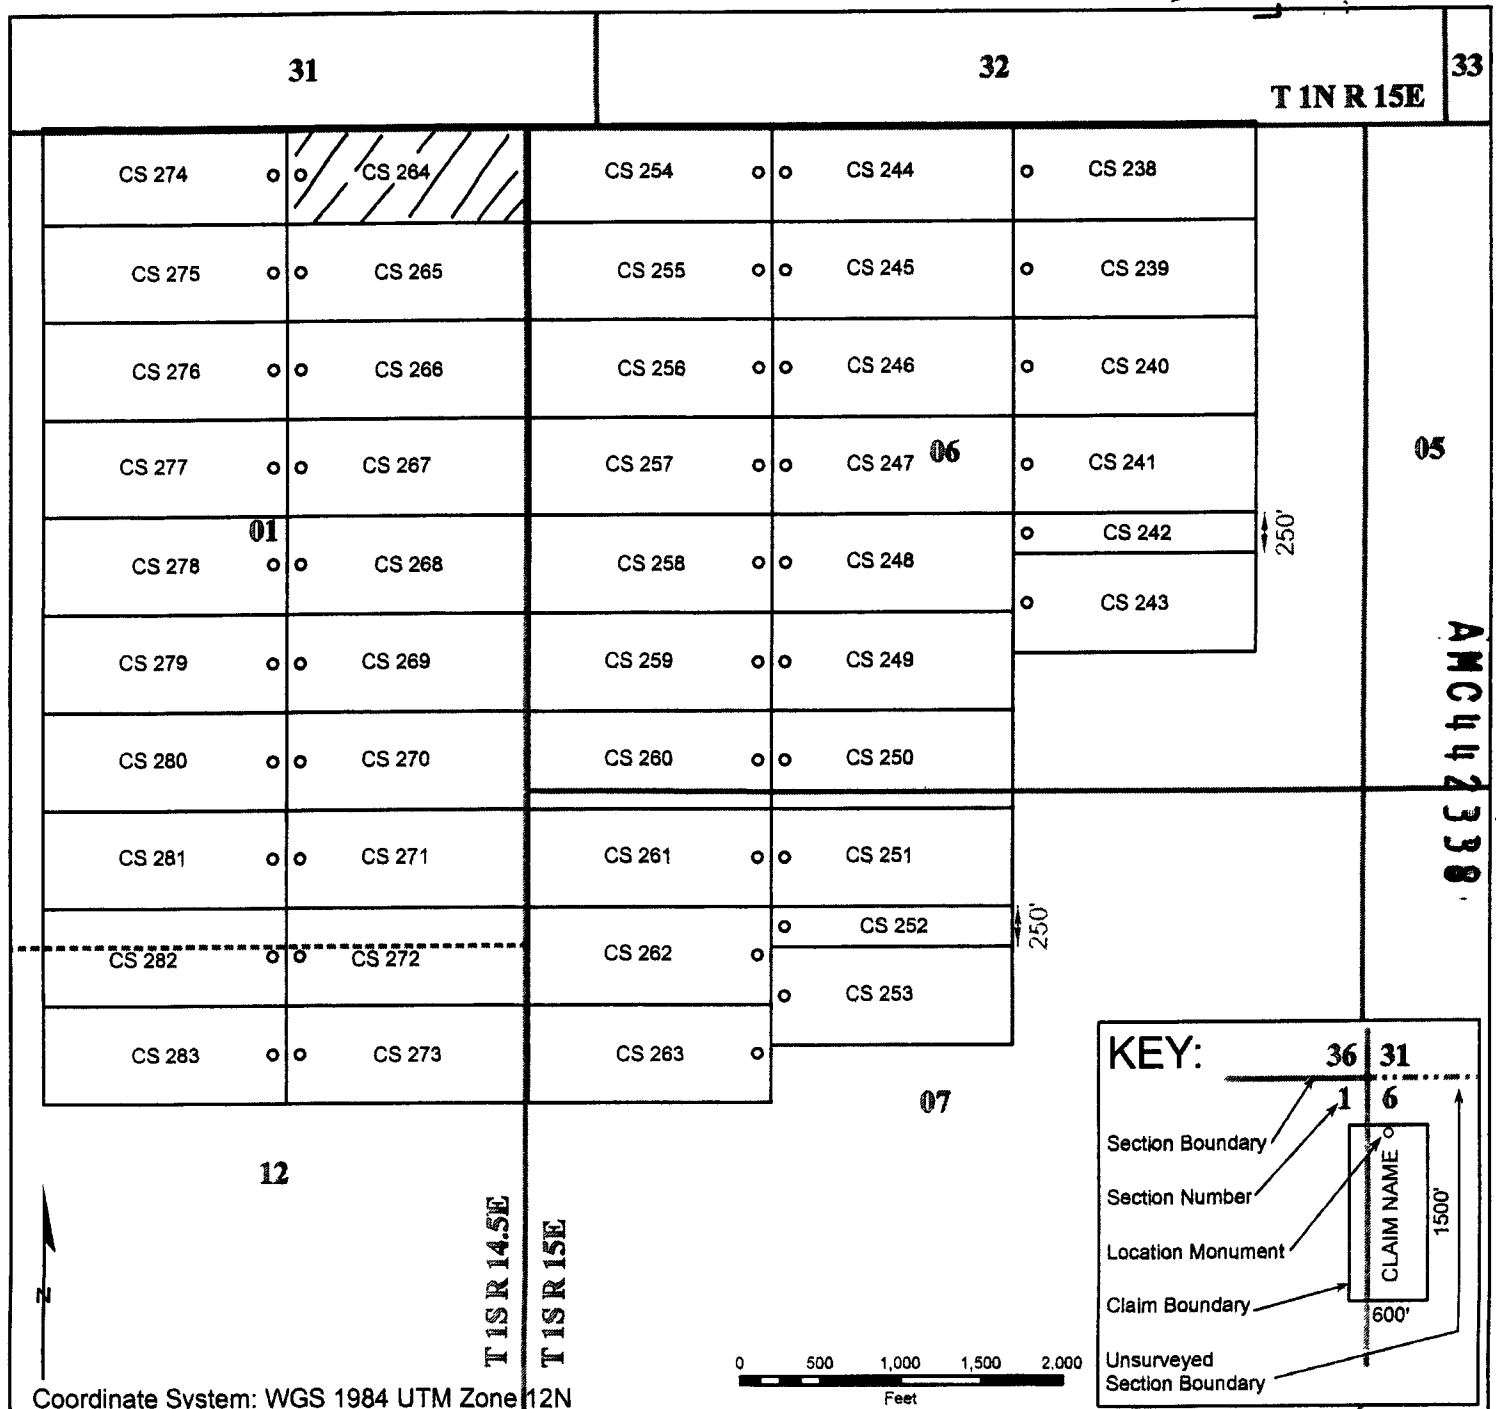 31
32
33
T 1N R 15E
CS 274
CS 264
CS 254
CS 244
CS 238
CS 275
CS 265
CS 255
CS 245
CS 239
CS 276
CS 266
CS 256
CS 246
CS 240
CS 277
CS 267
CS 257
CS 247
06
CS 241
05
01
CS 278
CS 268
CS 258
CS 248
CS 242
250'
CS 243
CS 279
CS 269
CS 259
CS 249
CS 280
CS 270
CS 260
CS 250
AMC442338
CS 281
CS 271
CS 261
CS 251
CS 282
CS 272
CS 262
CS 252
250'
CS 253
CS 283
CS 273
CS 263
07
12
T 1S R 14.5E
T 1S R 15E
N
KEY:
36 31
1 6
Section Boundary
Section Number
Location Monument
Claim Boundary
Unsurveyed
Section Boundary
CLAIM NAME
1500'
600'
0 500 1,000 1,500 2,000
Feet
Coordinate System: WGS 1984 UTM Zone 12N